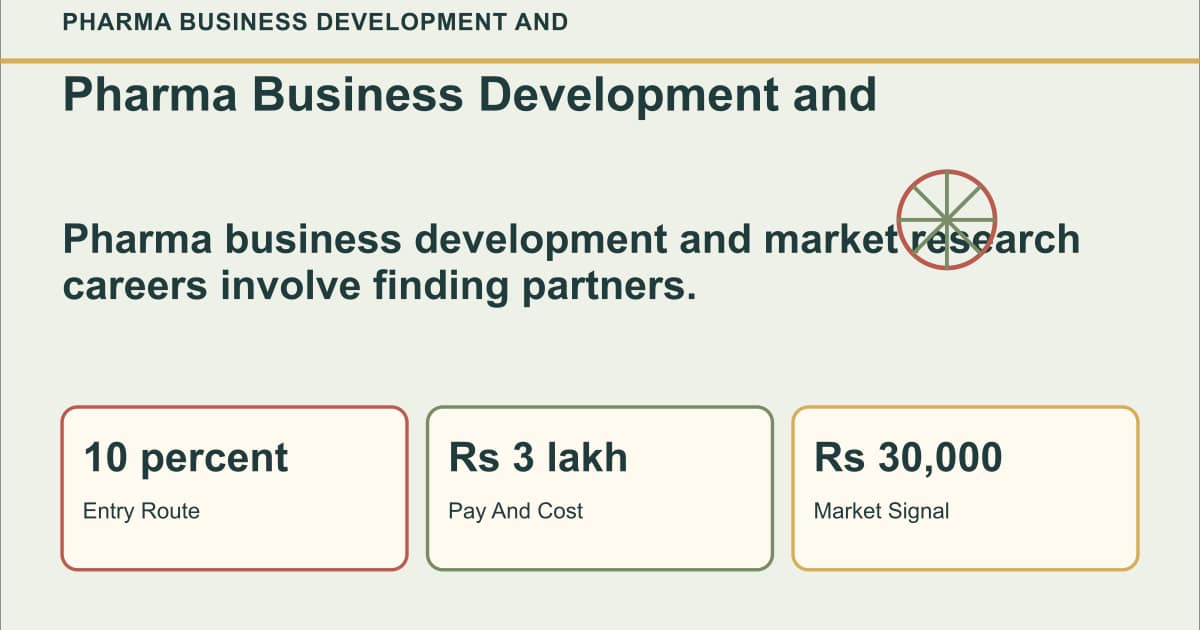 PHARMA BUSINESS DEVELOPMENT AND
Pharma Business Development and
Pharma business development and market research
careers involve finding partners.
10 percent
Entry Route
Rs 3 lakh
Pay And Cost
Rs 30,000
Market Signal